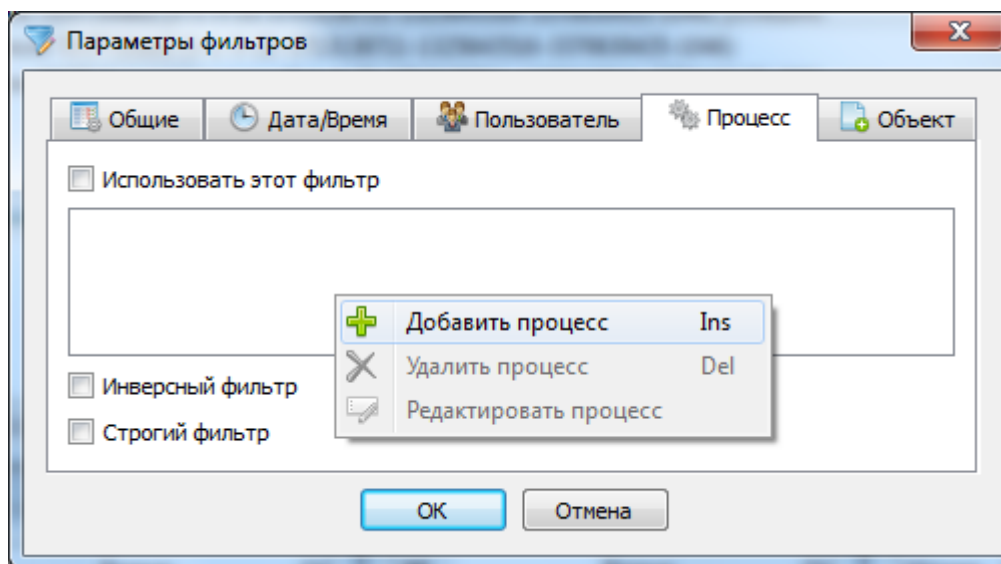 Параметры фильтров
Общие Дата/Время Пользователь Процесс Объект
Использовать этот фильтр
Добавить процесс Ins
Удалить процесс Del
Редактировать процесс
Инверсный фильтр
Строгий фильтр
ОК Отмена